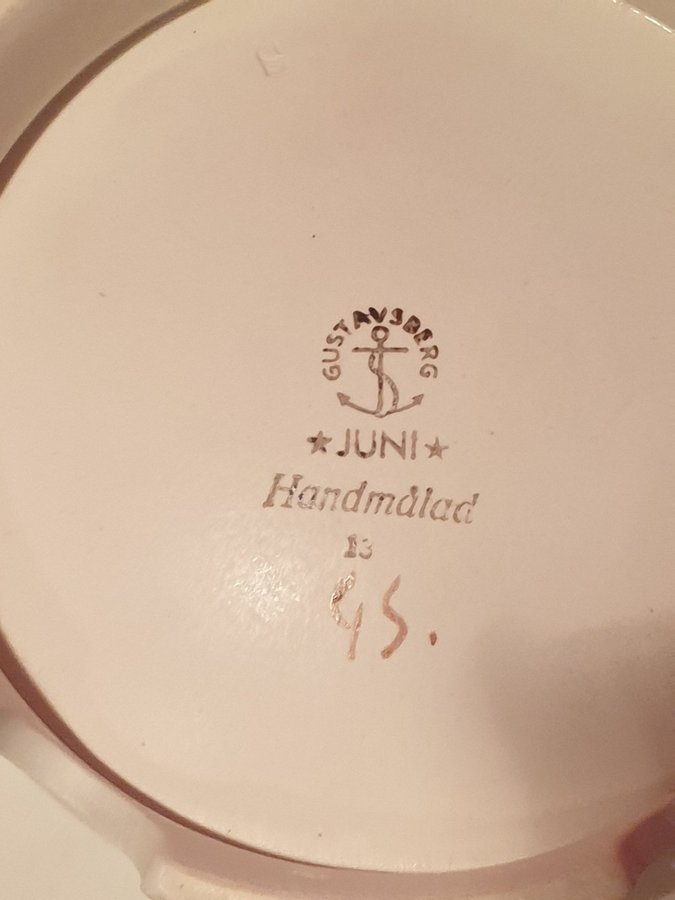 GUSTAVSBERG
★JUNI★
Handmålad
13
GS.